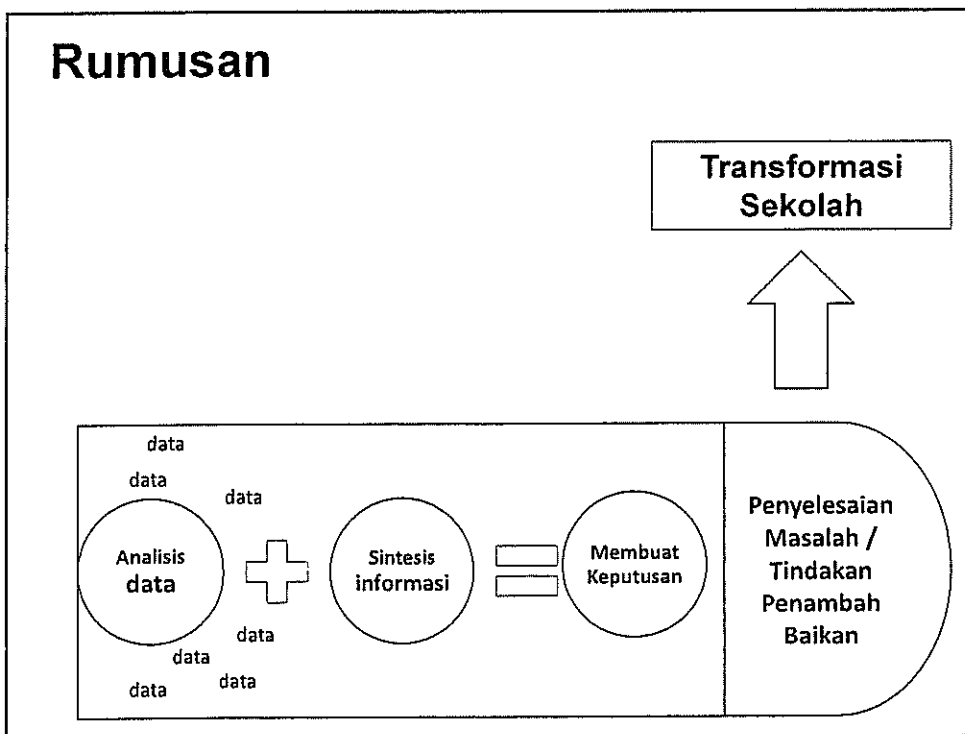 Rumusan
Transformasi
Sekolah
data
data
data
Analisis
data
Sintesis
informasi
Membuat
Keputusan
Penyelesaian
Masalah /
Tindakan
Penambah
Baikan
data
data
data
data